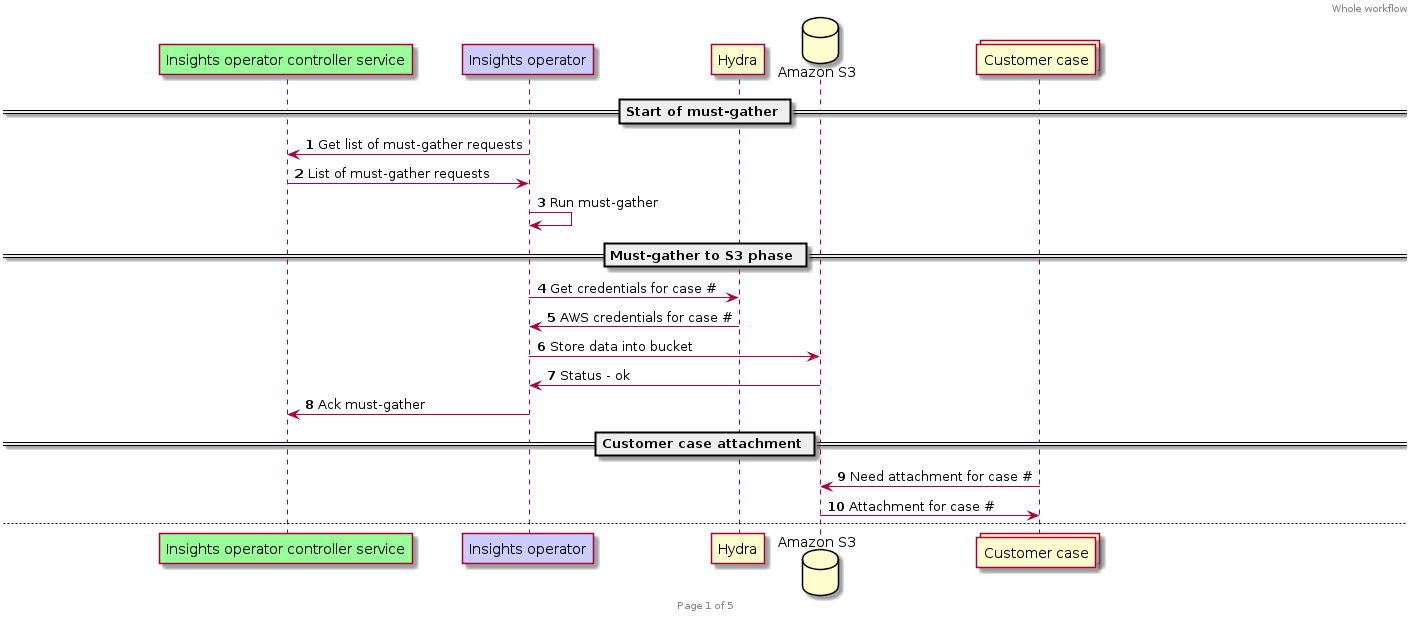 Whole workflow
Amazon S3
Insights operator controller service
Insights operator
Hydra
Customer case
Start of must-gather
1 Get list of must-gather requests
2 List of must-gather requests
3 Run must-gather
Must-gather to S3 phase
4 Get credentials for case #
5 AWS credentials for case #
6 Store data into bucket
7 Status - ok
8 Ack must-gather
Customer case attachment
9 Need attachment for case #
10 Attachment for case #
Insights operator controller service
Insights operator
Hydra
Amazon S3
Customer case
Page 1 of 5